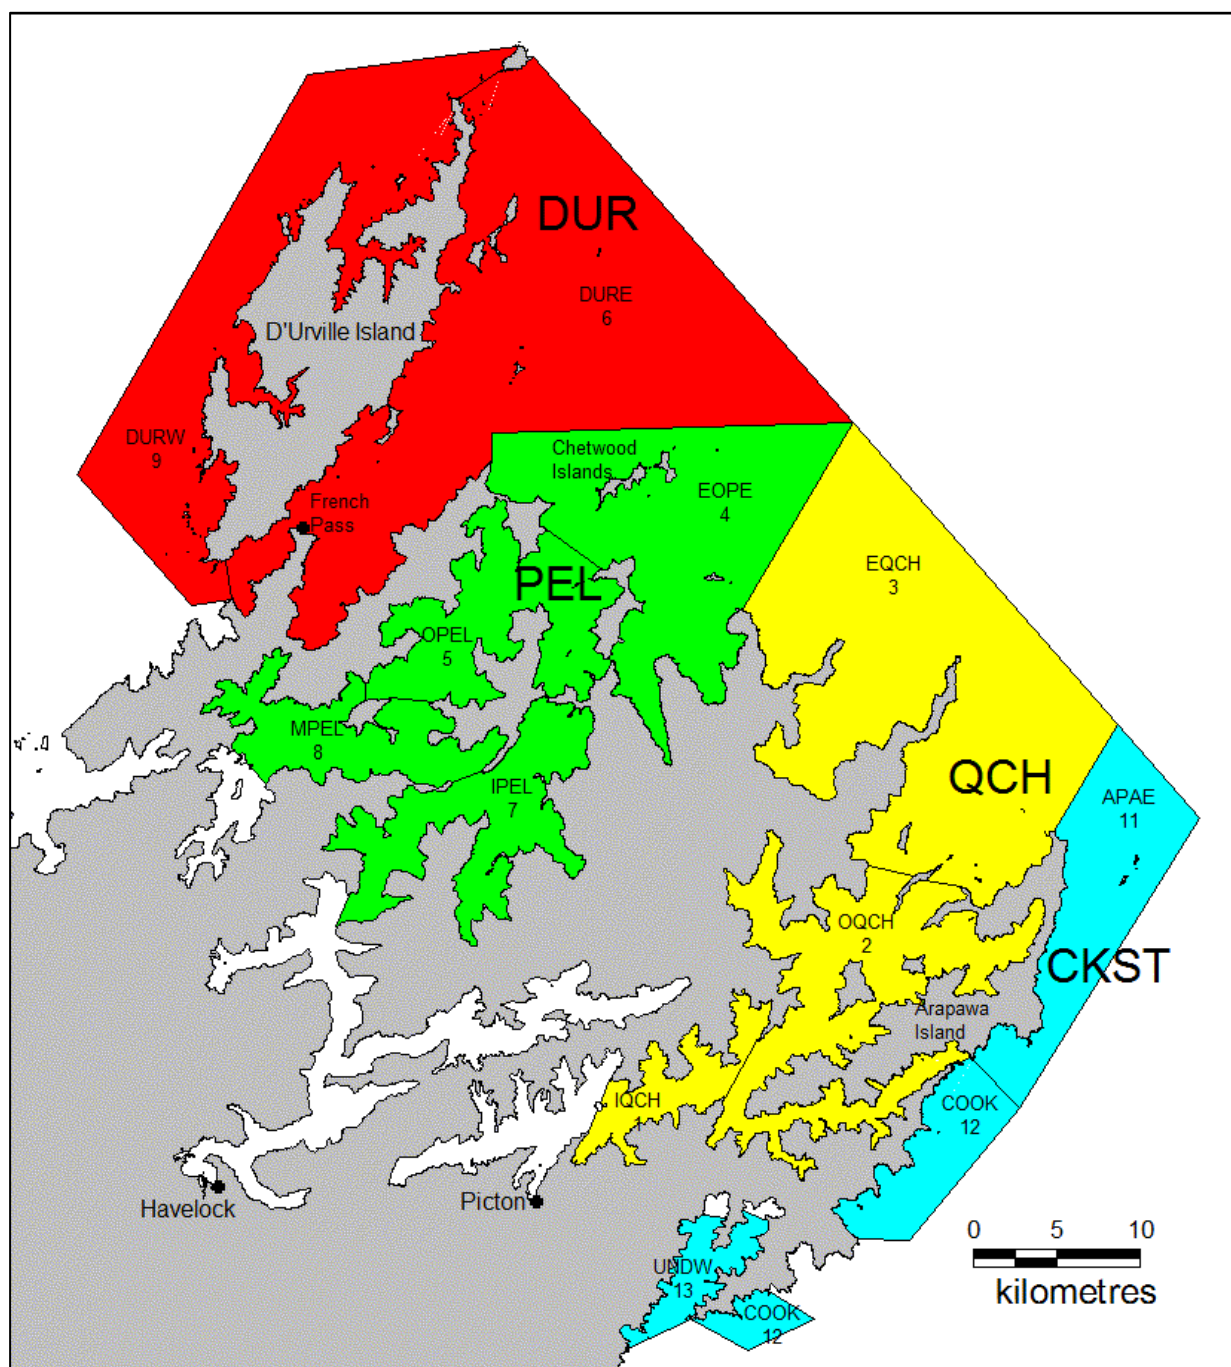 DUR
DURE
6
D'Urville Island
DURW
9
Chetwood
Islands
EOPE
4
French
Pass
EQCH
3
PEL
OPEL
5
MPEL
8
IPEL
7
QCH
APAE
11
OQCH
2
CKST
Arapawa
Island
IQCH
COOK
12
Havelock
Picton
0 5 10
kilometres
UNDW
13
COOK
12